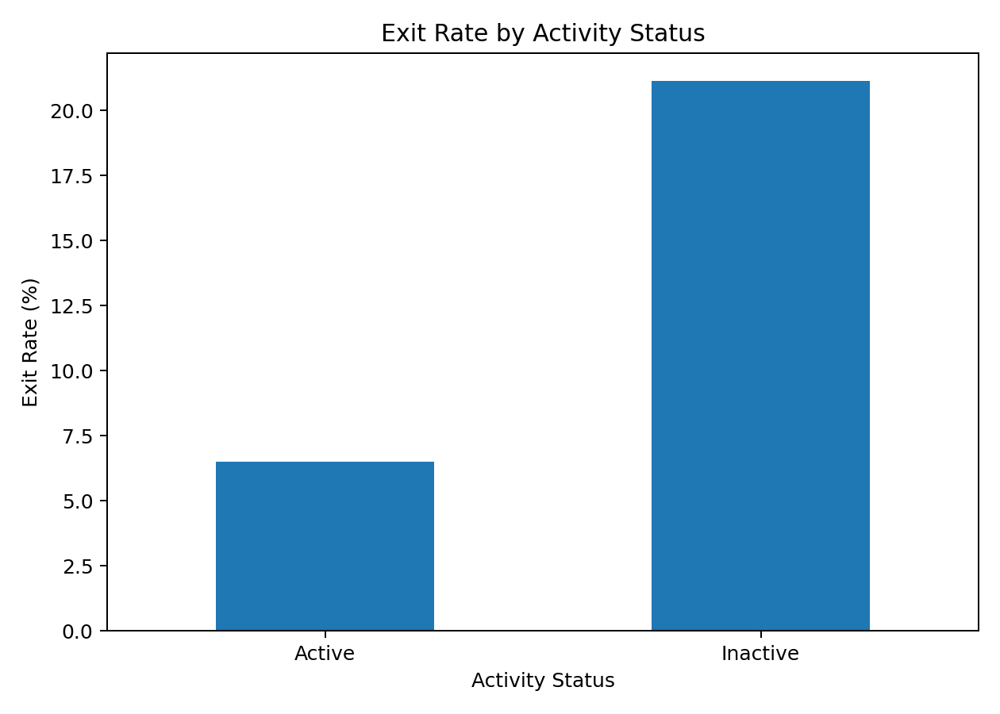 Exit Rate by Activity Status
Exit Rate (%)
20.0
17.5
15.0
12.5
10.0
7.5
5.0
2.5
0.0
Active Inactive
Activity Status